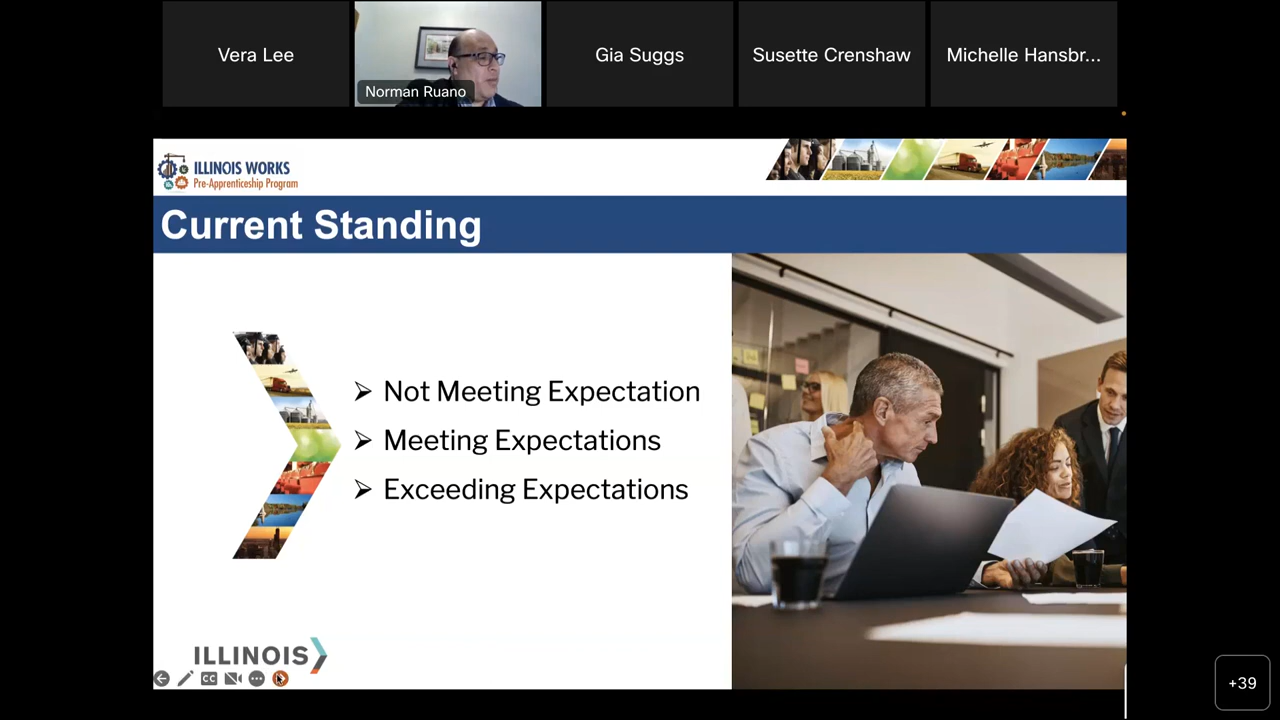 Vera Lee
Norman Ruano
Gia Suggs
Susette Crenshaw
Michelle Hansbr...
ILLINOIS WORKS
Pre-Apprenticeship Program
Current Standing
➢ Not Meeting Expectation
➢ Meeting Expectations
➢ Exceeding Expectations
ILLINOIS
CC
+39